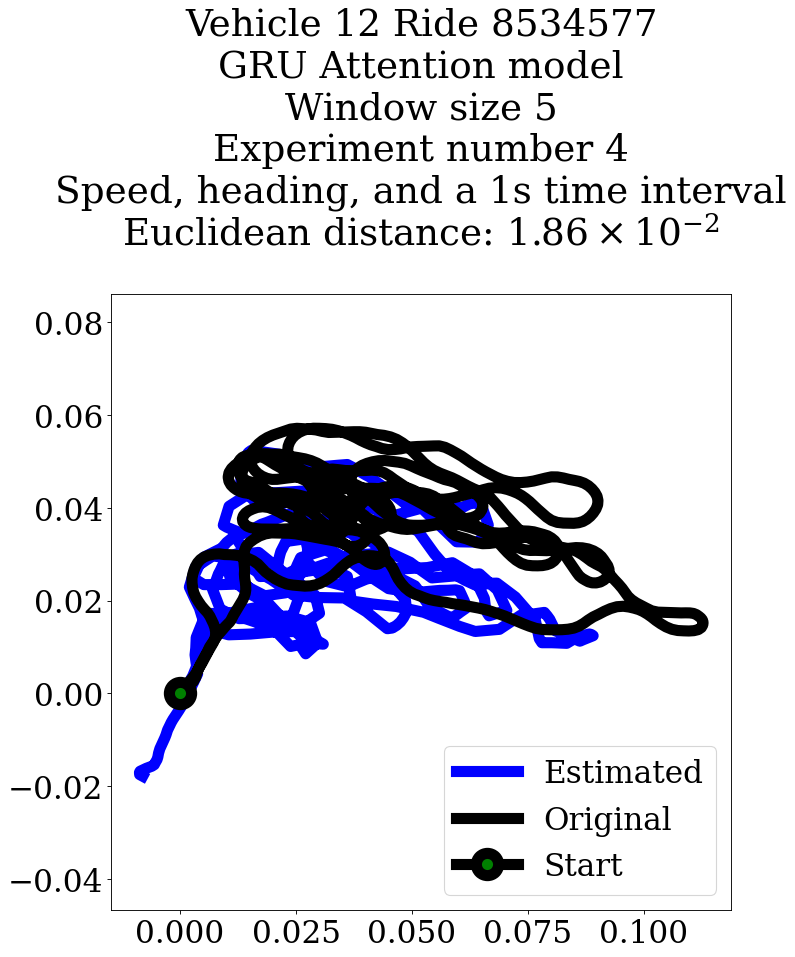 Vehicle 12 Ride 8534577
GRU Attention model
Window size 5
Experiment number 4
Speed, heading, and a 1s time interval
Euclidean distance: 1.86 × 10⁻²
0.08
0.06
0.04
0.02
0.00
−0.02
−0.04
Estimated
Original
Start
0.000 0.025 0.050 0.075 0.100